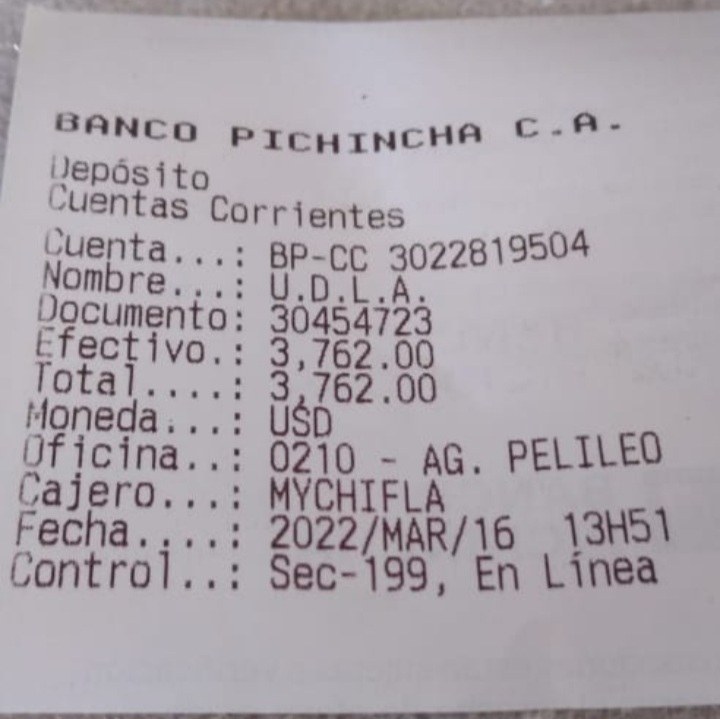 BANCO PICHINCHA C.A.
Depósito
Cuentas Corrientes
Cuenta...: BP-CC 3022819504
Nombre...: U.D.L.A.
Documento: 30454723
Efectivo.: 3,762.00
Total....: 3,762.00
Moneda...: USD
Oficina..: 0210 - AG. PELILEO
Cajero...: MYCHIFLA
Fecha....: 2022/MAR/16 13H51
Control..: Sec-199, En Línea